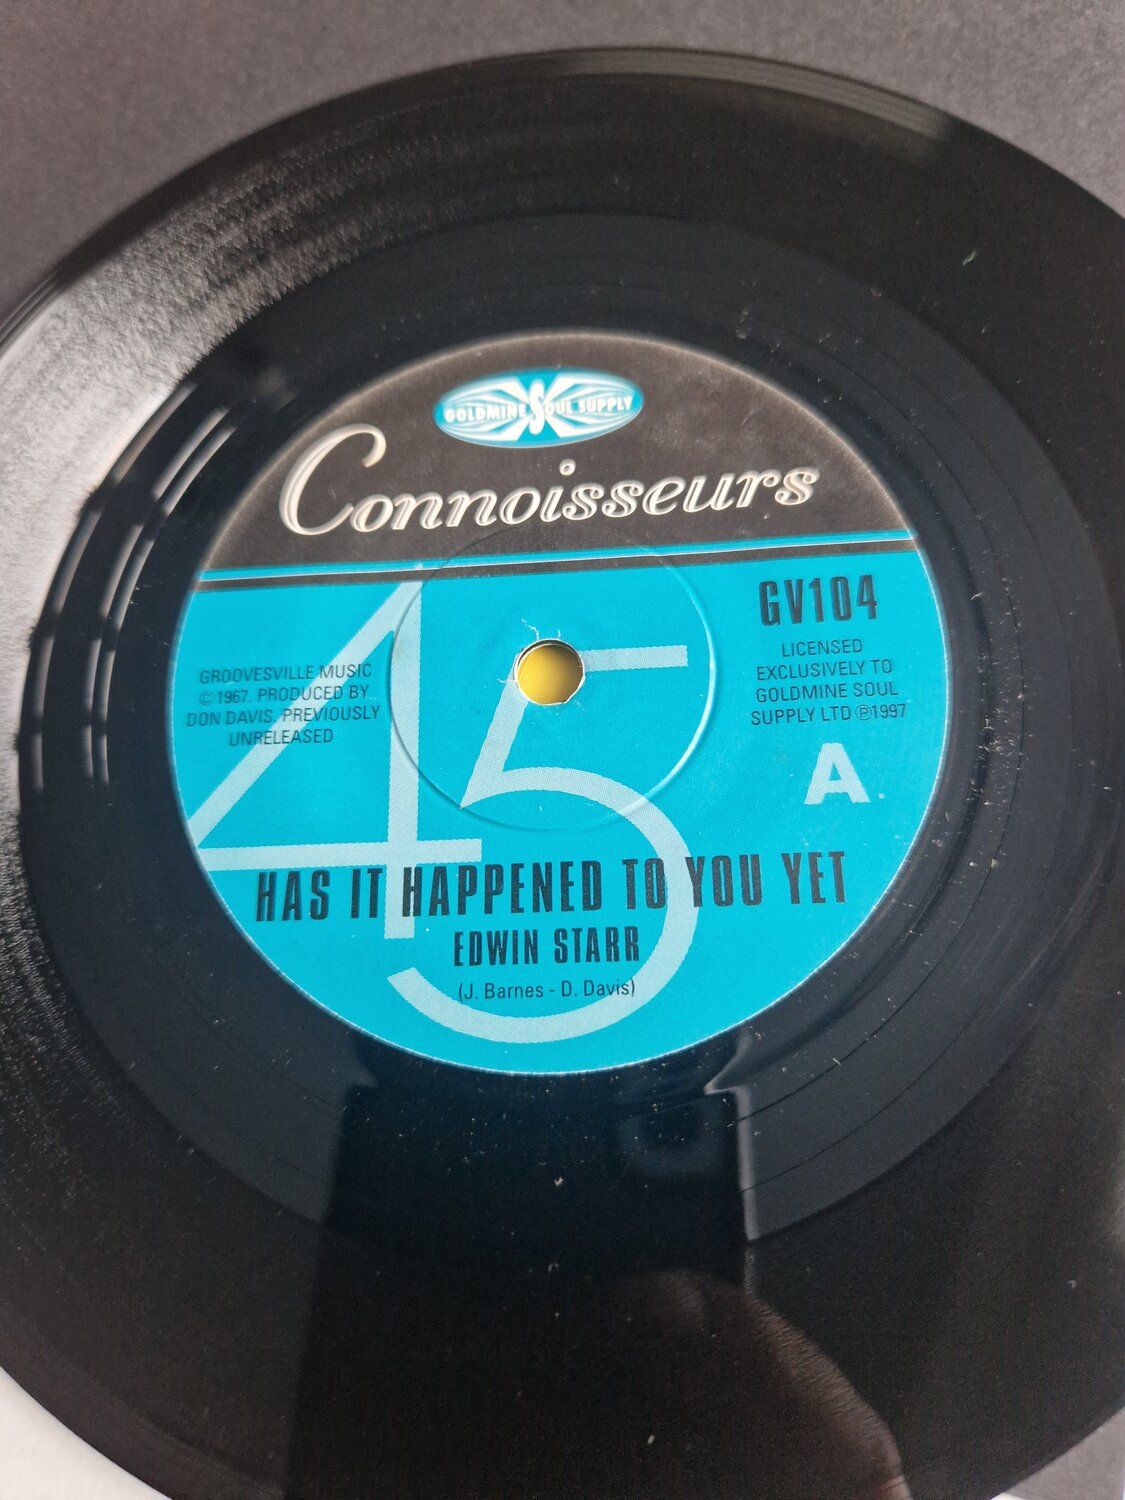 GOLDMINE SOUL SUPPLY
Connoisseurs
GV104
LICENSED
EXCLUSIVELY TO
GOLDMINE SOUL
SUPPLY LTD ℗1997
GROOVESVILLE MUSIC
©1967. PRODUCED BY
DON DAVIS. PREVIOUSLY
UNRELEASED
45
A
HAS IT HAPPENED TO YOU YET
EDWIN STARR
(J. Barnes - D. Davis)